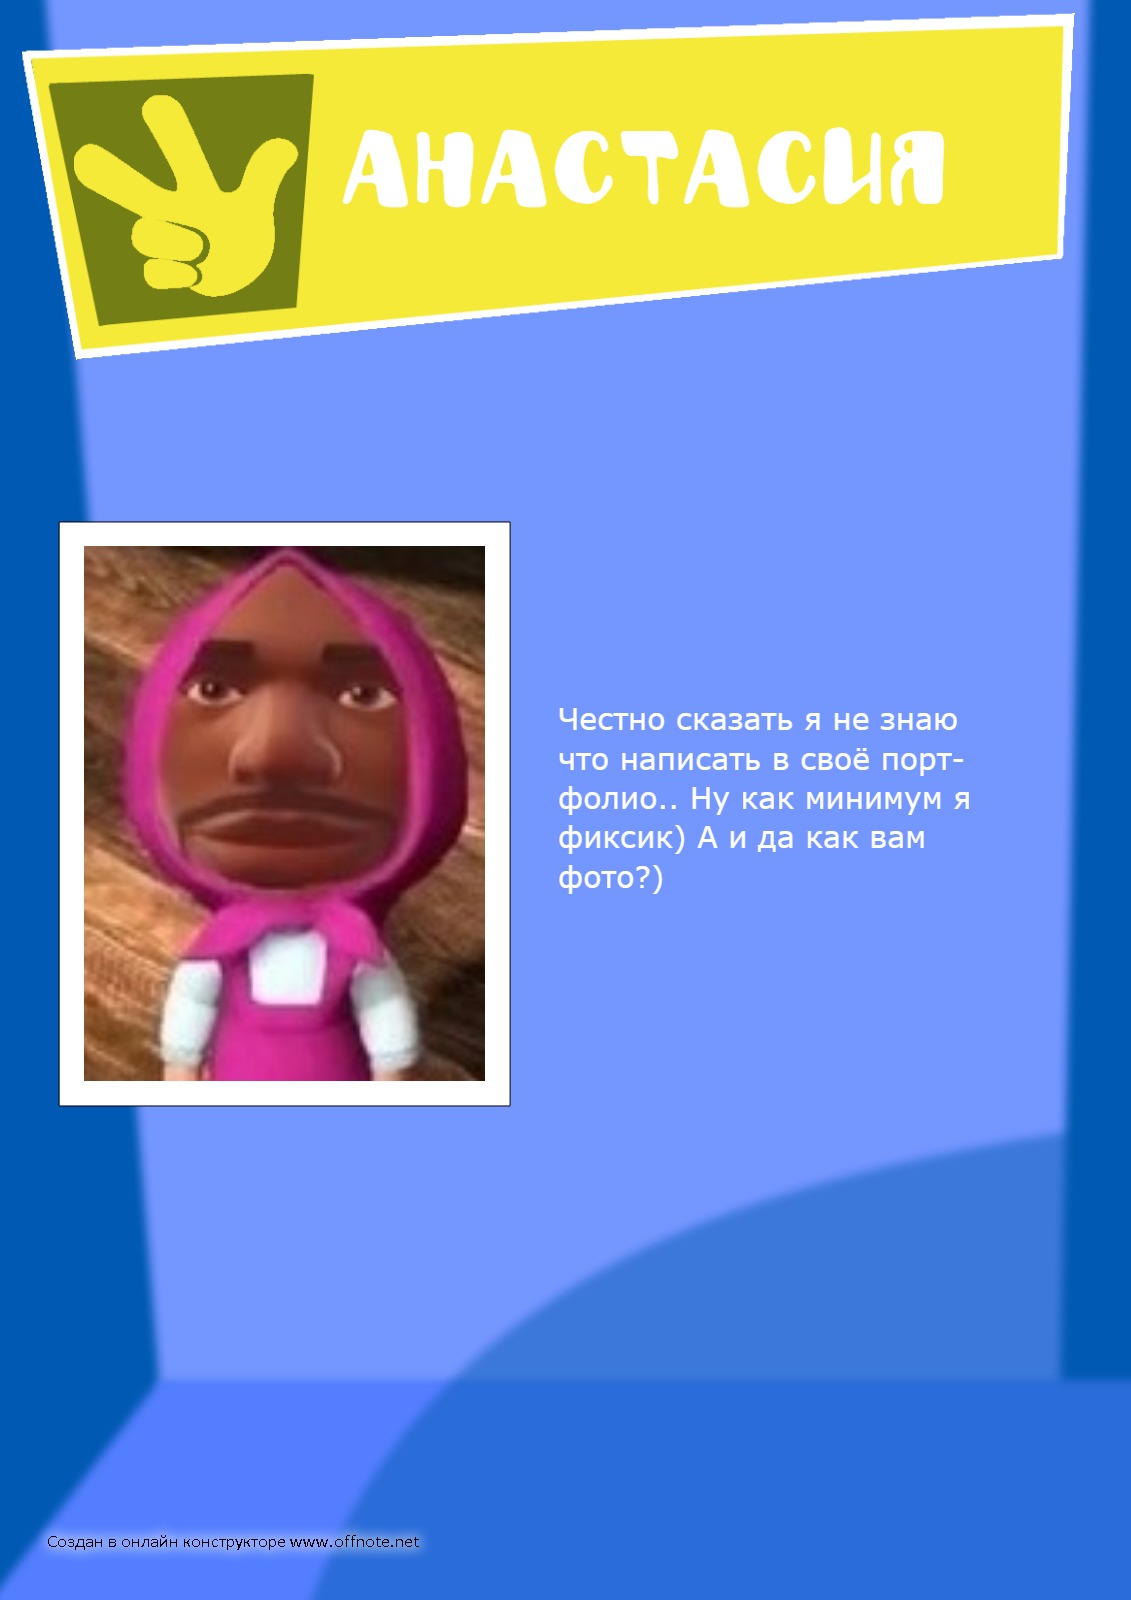 АНАСТАСИЯ
Честно сказать я не знаю
что написать в своё порт-
фолио.. Ну как минимум я
фиксик) А и да как вам
фото?)
Создан в онлайн конструкторе www.offnote.net